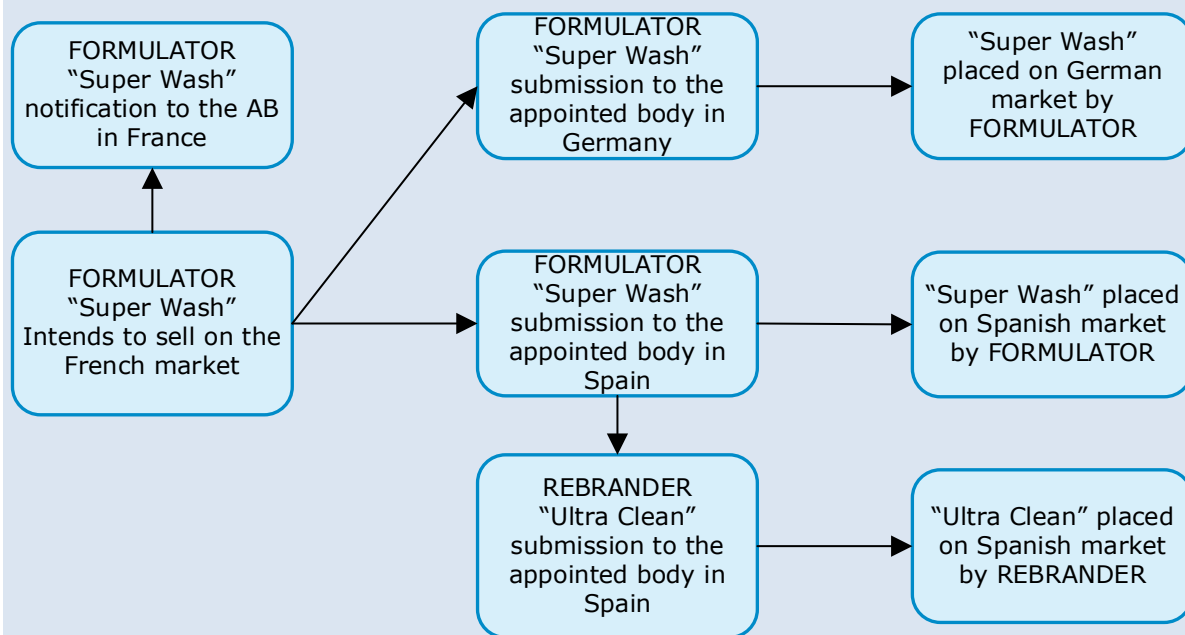 FORMULATOR
“Super Wash”
notification to the AB
in France
FORMULATOR
“Super Wash”
submission to the
appointed body in
Germany
“Super Wash”
placed on German
market by
FORMULATOR
FORMULATOR
“Super Wash”
Intends to sell on the
French market
FORMULATOR
“Super Wash”
submission to the
appointed body in
Spain
“Super Wash” placed
on Spanish market
by FORMULATOR
REBRANDER
“Ultra Clean”
submission to the
appointed body in
Spain
“Ultra Clean” placed
on Spanish market
by REBRANDER